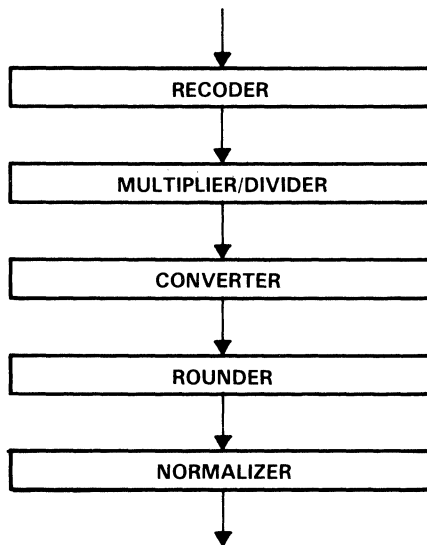 RECODER
MULTIPLIER/DIVIDER
CONVERTER
ROUNDER
NORMALIZER